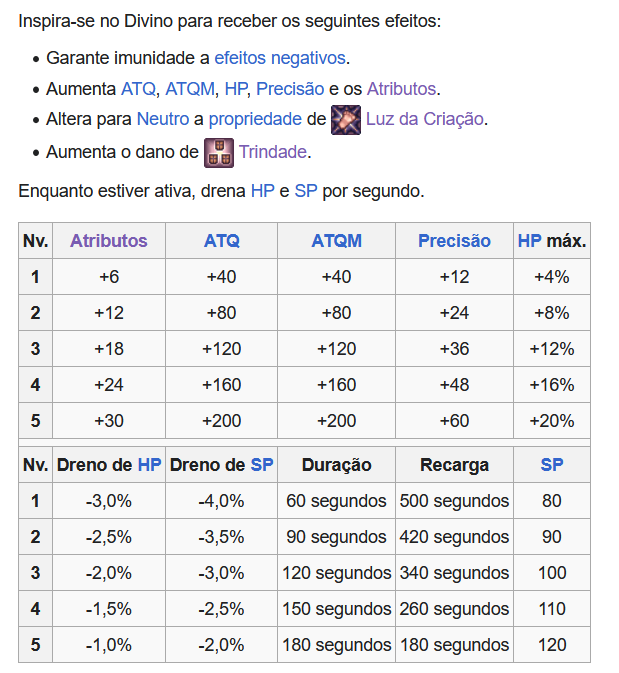 Inspira-se no Divino para receber os seguintes efeitos:
• Garante imunidade a efeitos negativos.
• Aumenta ATQ, ATQM, HP, Precisão e os Atributos.
• Altera para Neutro a propriedade de Luz da Criação.
• Aumenta o dano de Trindade.
Enquanto estiver ativa, drena HP e SP por segundo.
Nv. Atributos ATQ ATQM Precisão HP máx.
1 +6 +40 +40 +12 +4%
2 +12 +80 +80 +24 +8%
3 +18 +120 +120 +36 +12%
4 +24 +160 +160 +48 +16%
5 +30 +200 +200 +60 +20%
Nv. Dreno de HP Dreno de SP Duração Recarga SP
1 -3,0% -4,0% 60 segundos 500 segundos 80
2 -2,5% -3,5% 90 segundos 420 segundos 90
3 -2,0% -3,0% 120 segundos 340 segundos 100
4 -1,5% -2,5% 150 segundos 260 segundos 110
5 -1,0% -2,0% 180 segundos 180 segundos 120